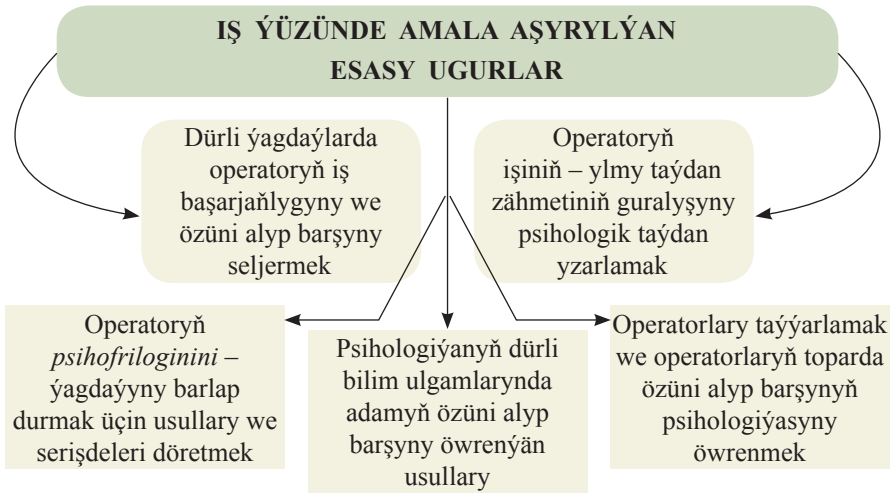 IŞ ÝÜZÜNDE AMALA AŞYRYLÝAN
ESASY UGURLAR
Dürli ýagdaýlarda
operatoryň iş
başarjaňlygyny we
özüni alyp barşyny
seljermek
Operatoryň
işiniň – ylmy taýdan
zähmetiniň guralyşyny
psihologik taýdan
yzarlamak
Operatoryň
psihofriloginini –
ýagdaýyny barlap
durmak üçin usullary we
serişdeleri döretmek
Psihologiýanyň dürli
bilim ulgamlarynda
adamyň özüni alyp
barşyny öwrenýän
usullary
Operatorlary taýýarlamak
we operatorlaryň toparda
özüni alyp barşynyň
psihologiýasyny
öwrenmek